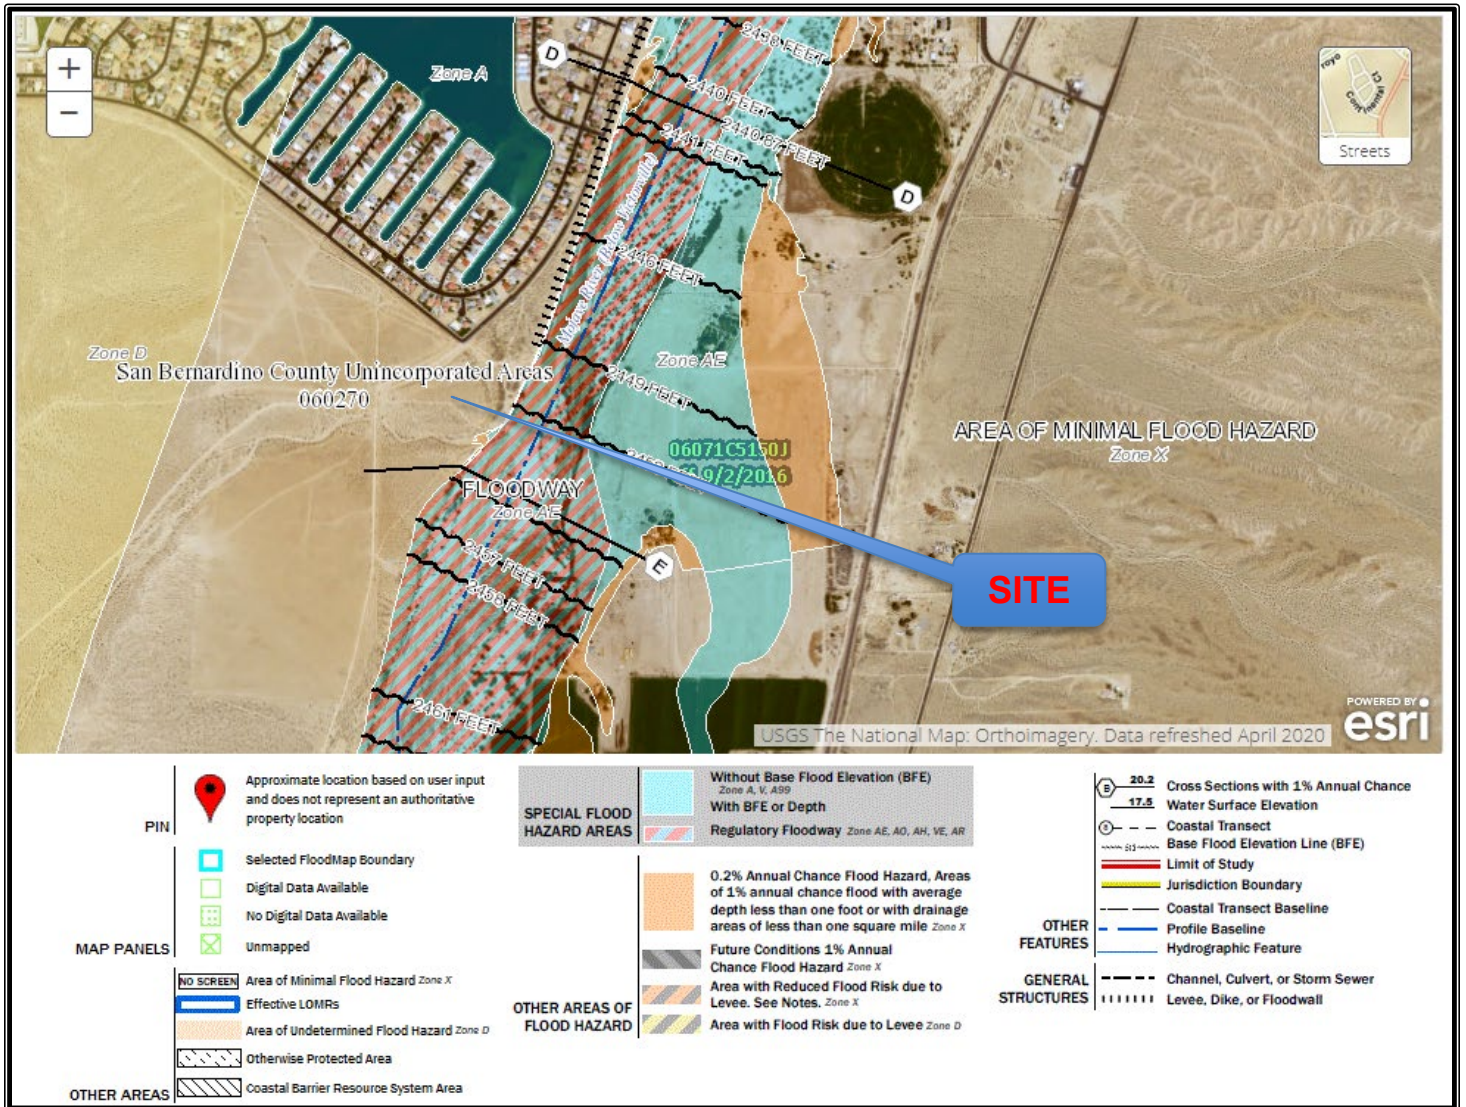 +
−
Zone A
D
2438 FEET
2440 FEET
2440.87 FEET
2441 FEET
D
royo
Continental
Ct
Streets
Mojave River (Below Victorville)
2446 FEET
Zone D
San Bernardino County Unincorporated Areas
060270
Zone AE
2449 FEET
06071C5150J
eff. 9/2/2016
AREA OF MINIMAL FLOOD HAZARD
Zone X
FLOODWAY
Zone AE
E
2457 FEET
2458 FEET
2461 FEET
SITE
POWERED BY
esri
USGS The National Map: Orthoimagery. Data refreshed April 2020
PIN
Approximate location based on user input
and does not represent an authoritative
property location
MAP PANELS
Selected FloodMap Boundary
Digital Data Available
No Digital Data Available
Unmapped
OTHER AREAS
NO SCREEN Area of Minimal Flood Hazard Zone X
Effective LOMRs
Area of Undetermined Flood Hazard Zone D
Otherwise Protected Area
Coastal Barrier Resource System Area
SPECIAL FLOOD
HAZARD AREAS
Without Base Flood Elevation (BFE)
Zone A, V, A99
With BFE or Depth
Regulatory Floodway Zone AE, AO, AH, VE, AR
OTHER AREAS OF
FLOOD HAZARD
0.2% Annual Chance Flood Hazard, Areas
of 1% annual chance flood with average
depth less than one foot or with drainage
areas of less than one square mile Zone X
Future Conditions 1% Annual
Chance Flood Hazard Zone X
Area with Reduced Flood Risk due to
Levee. See Notes. Zone X
Area with Flood Risk due to Levee Zone D
OTHER
FEATURES
B 20.2 Cross Sections with 1% Annual Chance
17.5 Water Surface Elevation
8 Coastal Transect
513 Base Flood Elevation Line (BFE)
Limit of Study
Jurisdiction Boundary
Coastal Transect Baseline
Profile Baseline
Hydrographic Feature
GENERAL
STRUCTURES
Channel, Culvert, or Storm Sewer
Levee, Dike, or Floodwall